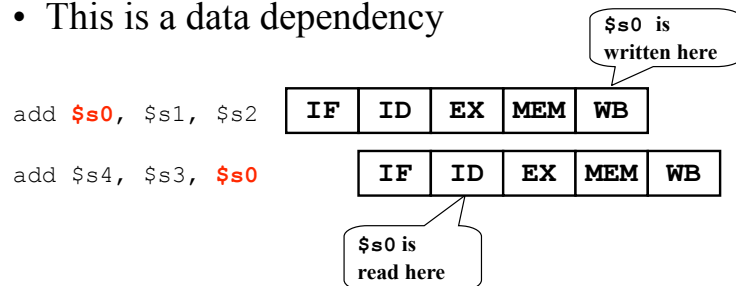 • This is a data dependency
$s0 is
written here
add $s0, $s1, $s2 IF ID EX MEM WB
add $s4, $s3, $s0 IF ID EX MEM WB
$s0 is
read here